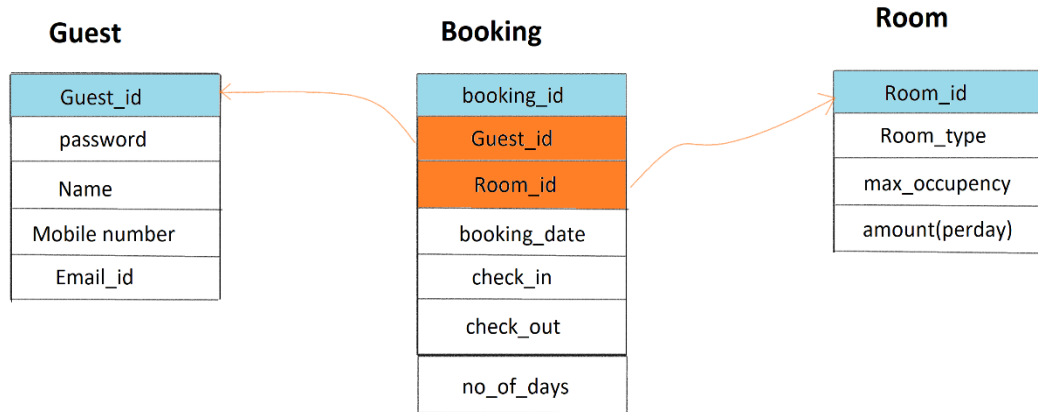 Guest
Guest_id
password
Name
Mobile number
Email_id
Booking
booking_id
Guest_id
Room_id
booking_date
check_in
check_out
no_of_days
Room
Room_id
Room_type
max_occupency
amount(perday)